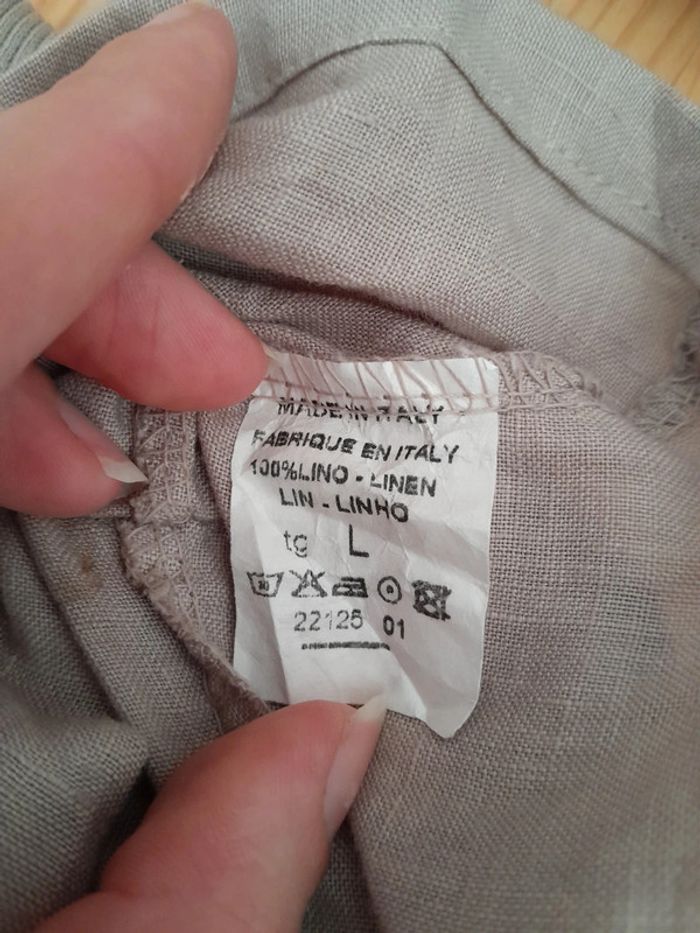 MADE IN ITALY
FABRIQUE EN ITALY
100%LINO - LINEN
LIN - LINHO
tg L
22125 01